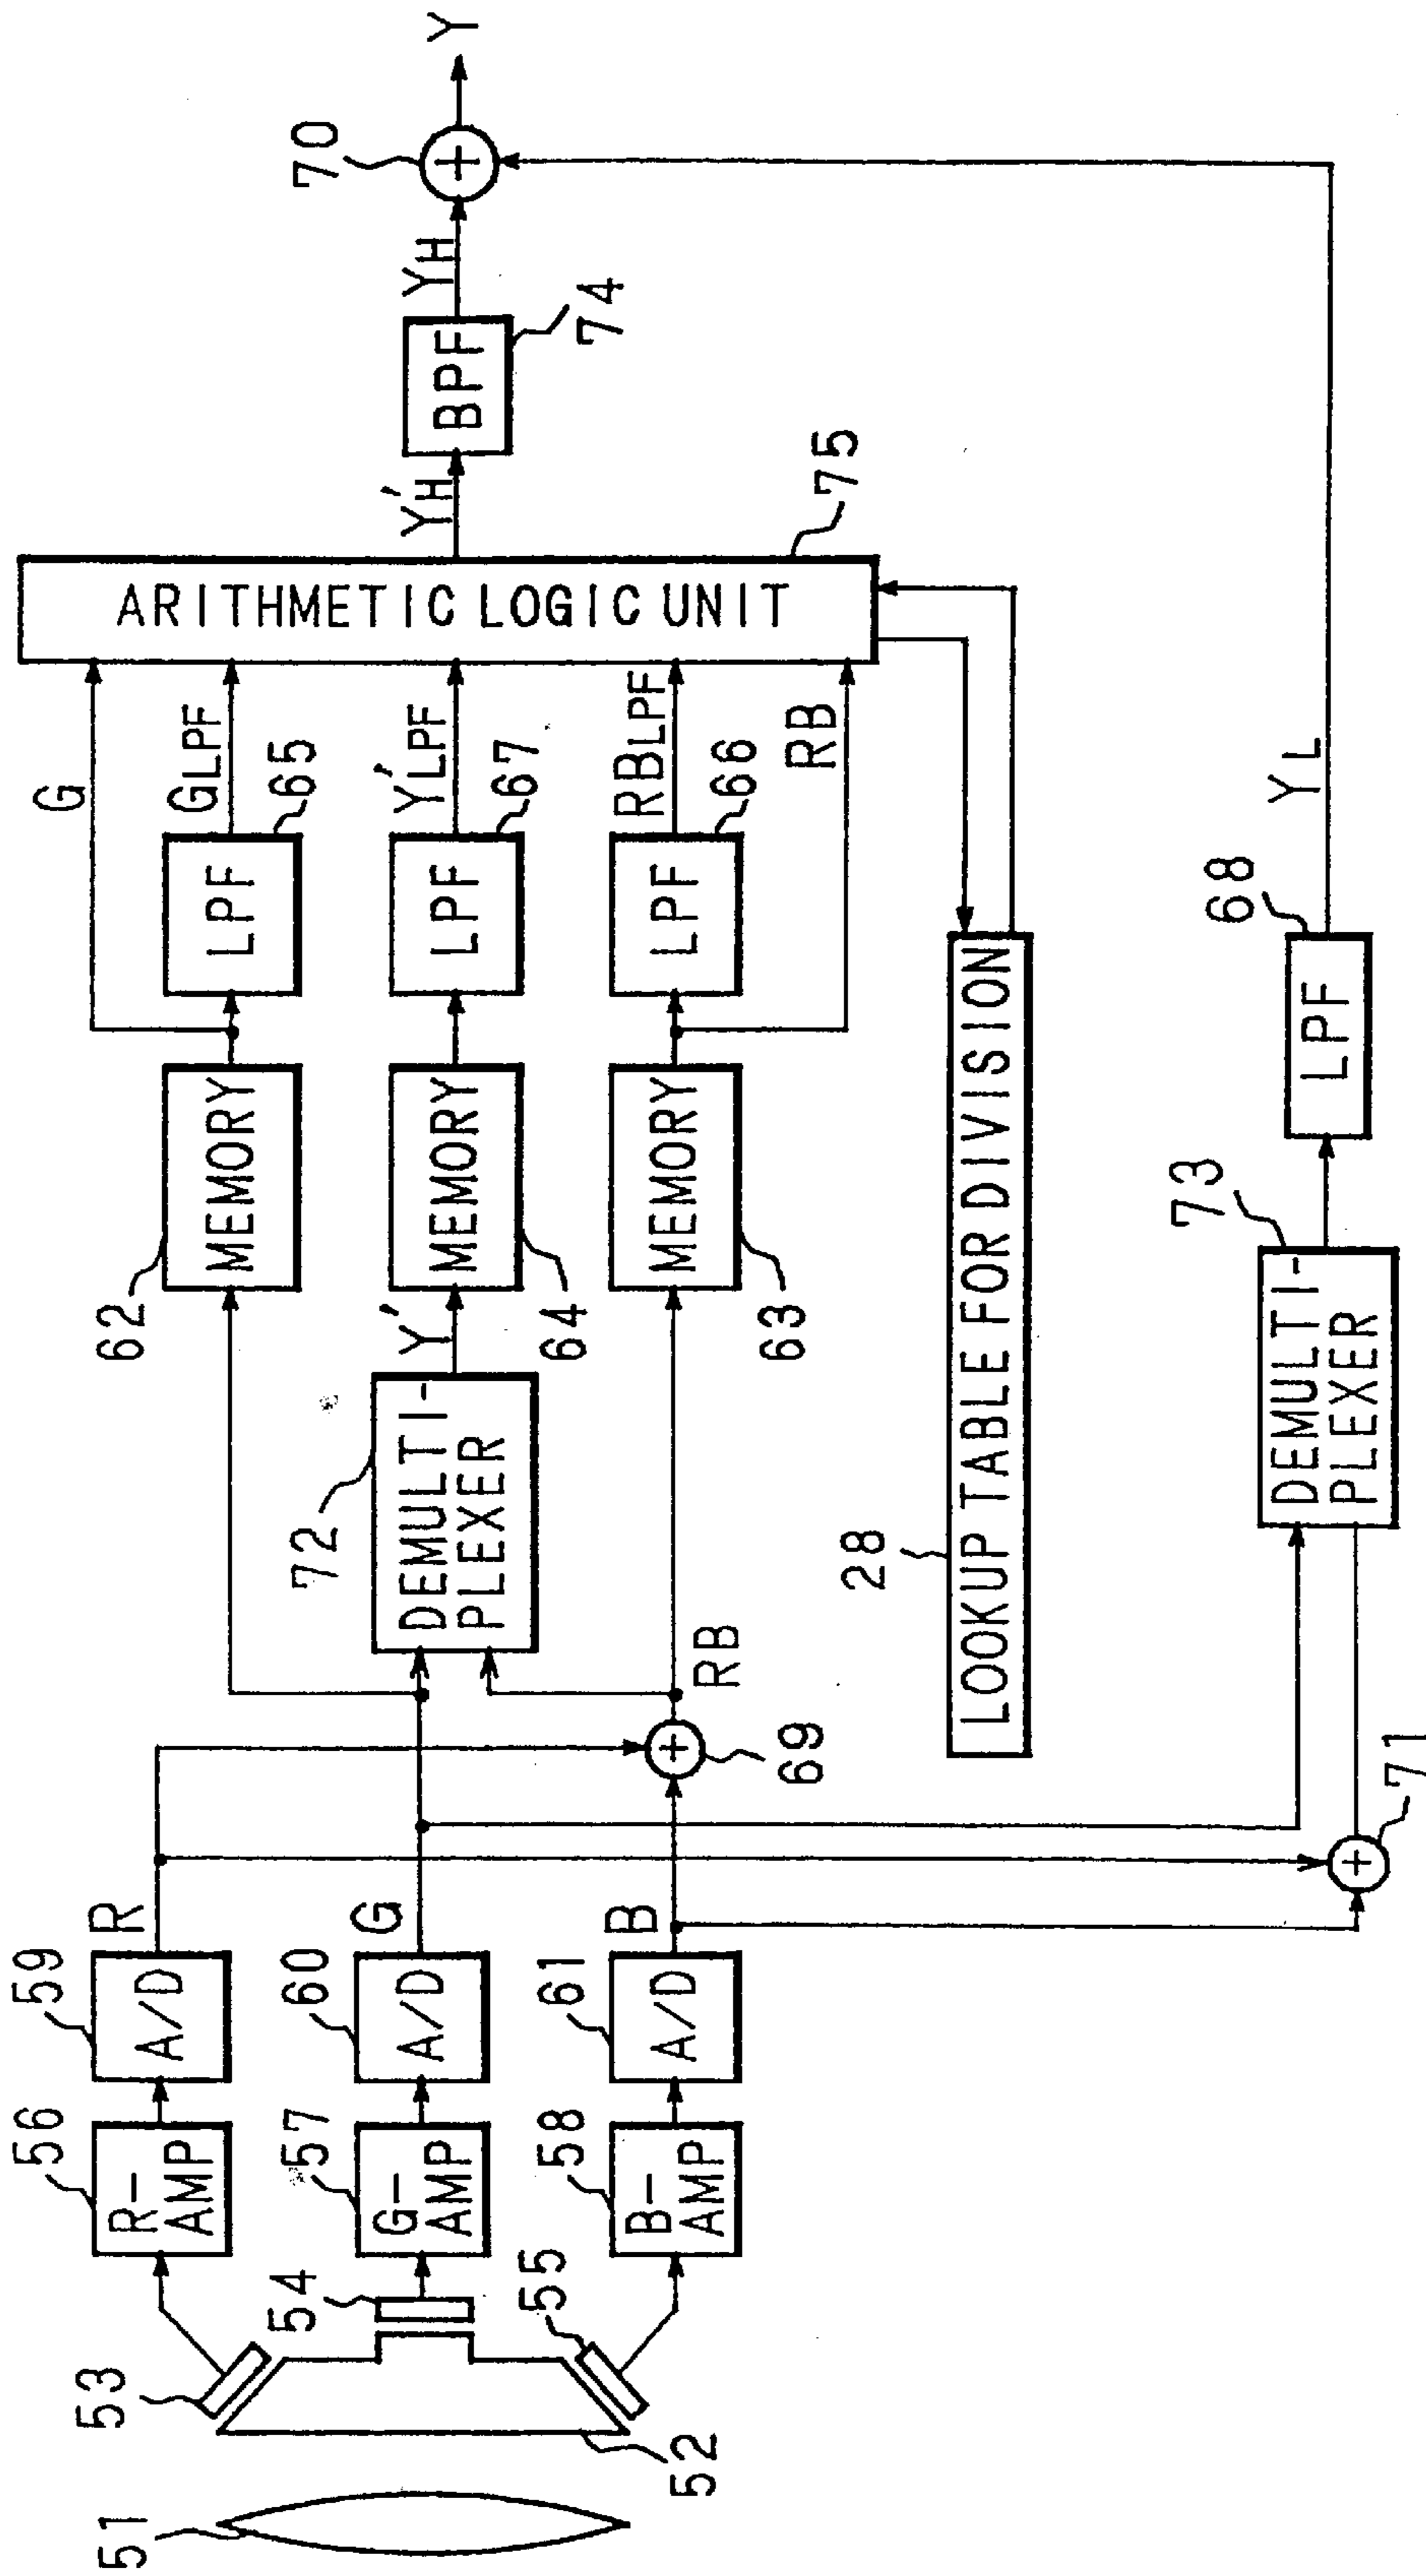 51
52
53
54
55
56
R-
AMP
57
G-
AMP
58
B-
AMP
59
A/D
R
60
A/D
G
61
A/D
B
69
RB
71
72
DEMULTI-
PLEXER
Y'
62
MEMORY
64
MEMORY
63
MEMORY
G
LPF
65
GLPF
LPF
67
Y'LPF
LPF
66
RBLPF
RB
ARITHMETIC LOGIC UNIT
75
YH'
BPF
74
YH
70
Y
28
LOOKUP TABLE FOR DIVISION
73
DEMULTI-
PLEXER
68
LPF
YL